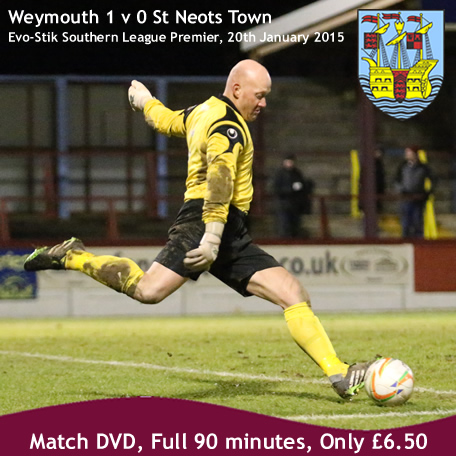 Weymouth 1 v 0 St Neots Town
Evo-Stik Southern League Premier, 20th January 2015
co.uk
Match DVD, Full 90 minutes, Only £6.50